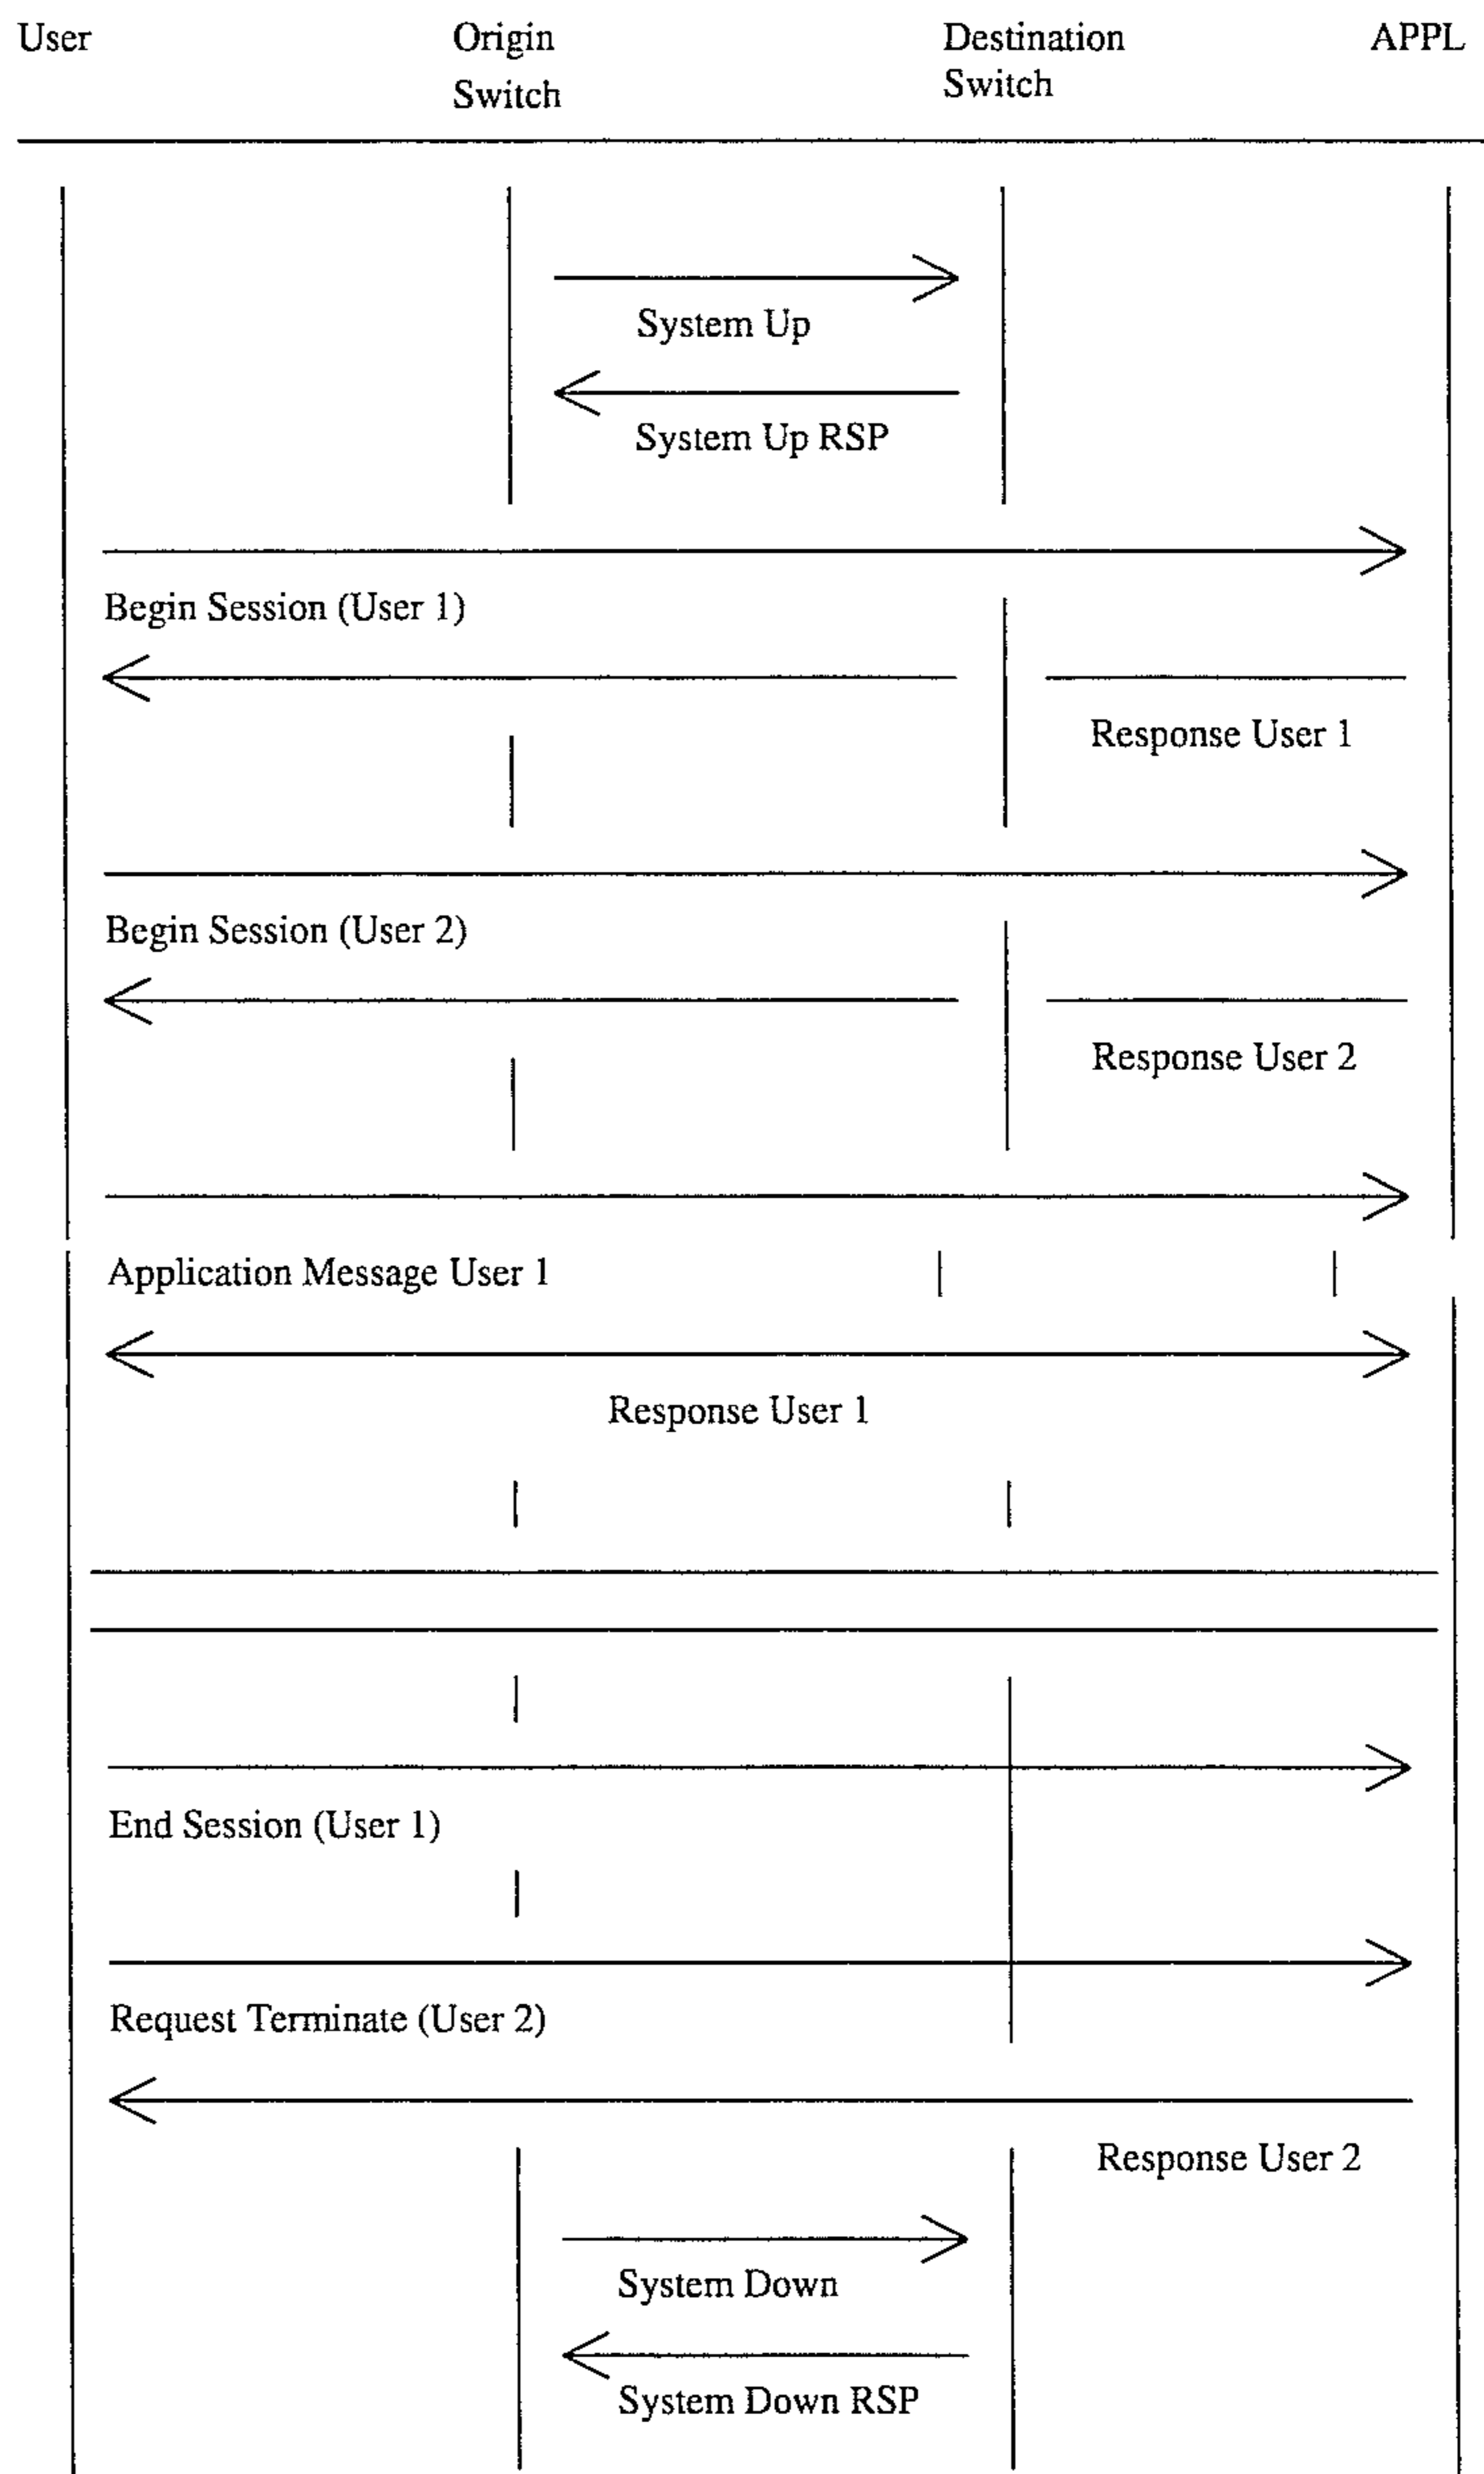 User
Origin
Switch
Destination
Switch
APPL
System Up
System Up RSP
Begin Session (User 1)
Response User 1
Begin Session (User 2)
Response User 2
Application Message User 1
Response User 1
End Session (User 1)
Request Terminate (User 2)
Response User 2
System Down
System Down RSP